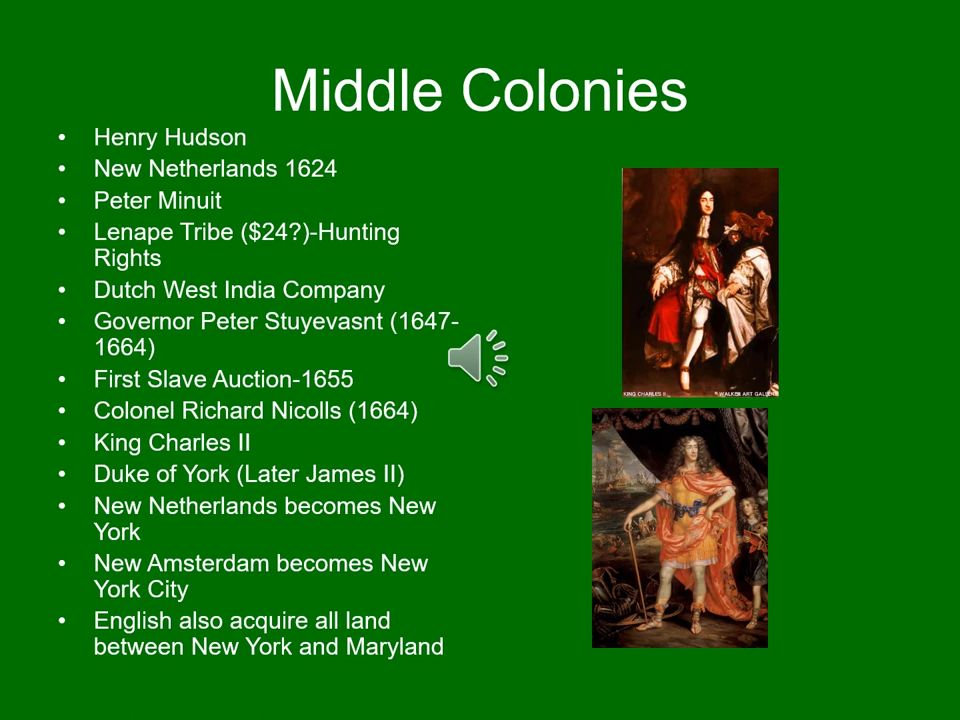 Middle Colonies
• Henry Hudson
• New Netherlands 1624
• Peter Minuit
• Lenape Tribe ($24?)-Hunting
Rights
• Dutch West India Company
• Governor Peter Stuyevasnt (1647-
1664)
• First Slave Auction-1655
• Colonel Richard Nicolls (1664)
• King Charles II
• Duke of York (Later James II)
• New Netherlands becomes New
York
• New Amsterdam becomes New
York City
• English also acquire all land
between New York and Maryland
KING CHARLES II
WALKER ART GALLERY